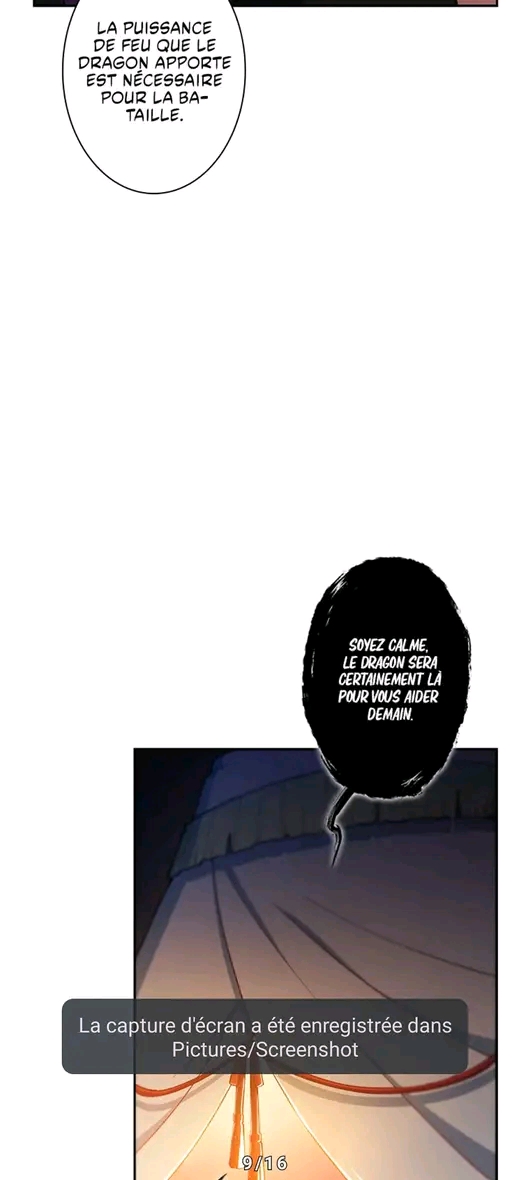 LA PUISSANCE
DE FEU QUE LE
DRAGON APPORTE
EST NÉCESSAIRE
POUR LA BA-
TAILLE.
SOYEZ CALME,
LE DRAGON SERA
CERTAINEMENT LÀ
POUR VOUS AIDER
DEMAIN.
La capture d'écran a été enregistrée dans
Pictures/Screenshot
9/16